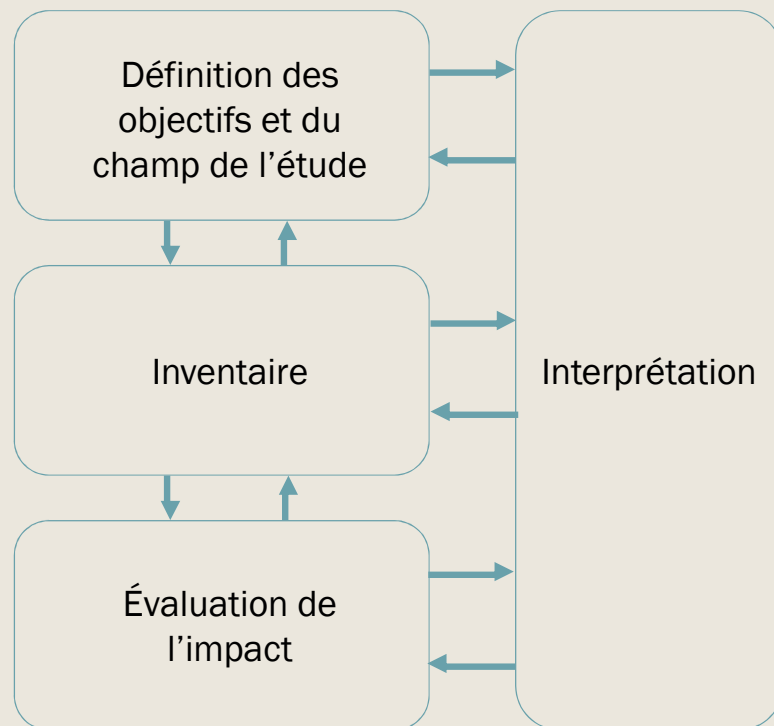 Définition des
objectifs et du
champ de l’étude
Inventaire
Interprétation
Évaluation de
l’impact